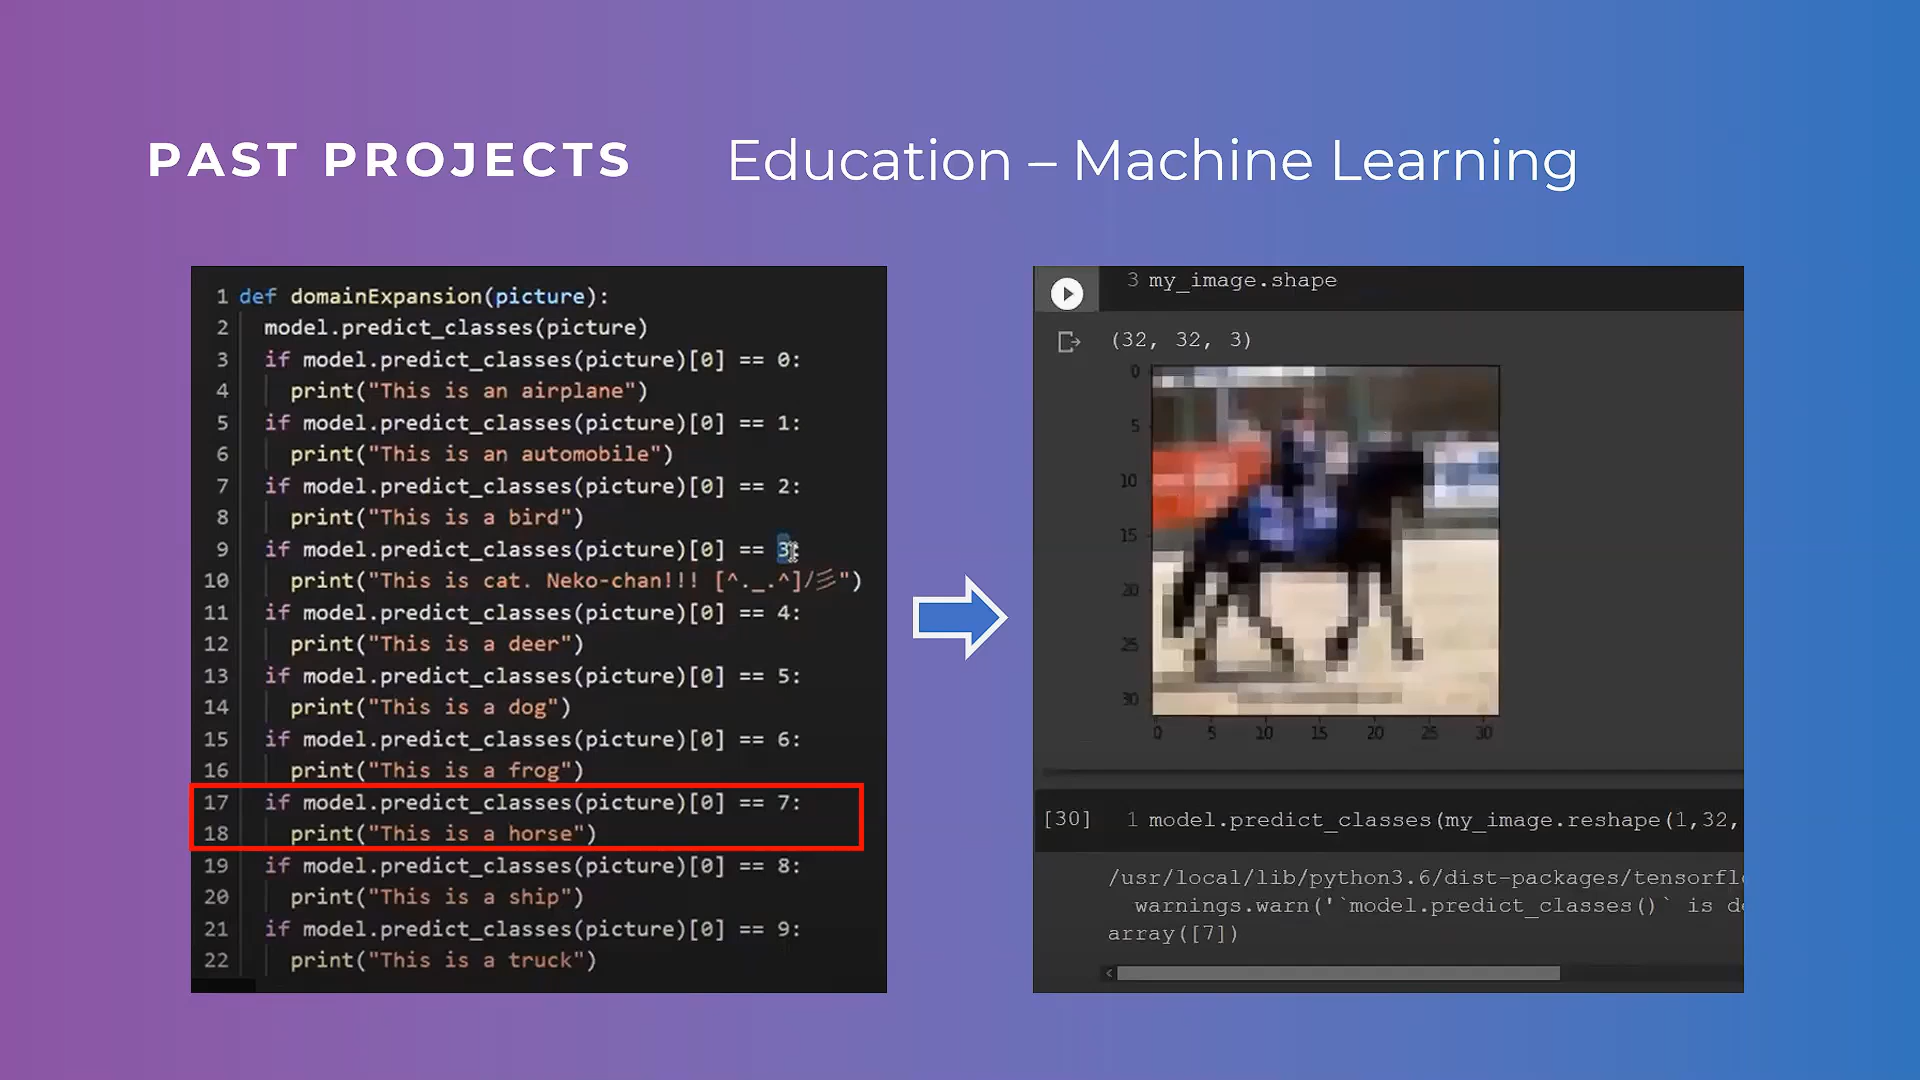 PAST PROJECTS
Education – Machine Learning
1 def domainExpansion(picture):
2 model.predict_classes(picture)
3 if model.predict_classes(picture)[0] == 0:
4 print("This is an airplane")
5 if model.predict_classes(picture)[0] == 1:
6 print("This is an automobile")
7 if model.predict_classes(picture)[0] == 2:
8 print("This is a bird")
9 if model.predict_classes(picture)[0] == 3:
10 print("This is cat. Neko-chan!!! [^._.^]/彡")
11 if model.predict_classes(picture)[0] == 4:
12 print("This is a deer")
13 if model.predict_classes(picture)[0] == 5:
14 print("This is a dog")
15 if model.predict_classes(picture)[0] == 6:
16 print("This is a frog")
17 if model.predict_classes(picture)[0] == 7:
18 print("This is a horse")
19 if model.predict_classes(picture)[0] == 8:
20 print("This is a ship")
21 if model.predict_classes(picture)[0] == 9:
22 print("This is a truck")
3 my_image.shape
(32, 32, 3)
0
5
10
15
20
25
30
0 5 10 15 20 25 30
[30] 1 model.predict_classes(my_image.reshape(1,32,
/usr/local/lib/python3.6/dist-packages/tensorfl
warnings.warn('`model.predict_classes()` is de
array([7])